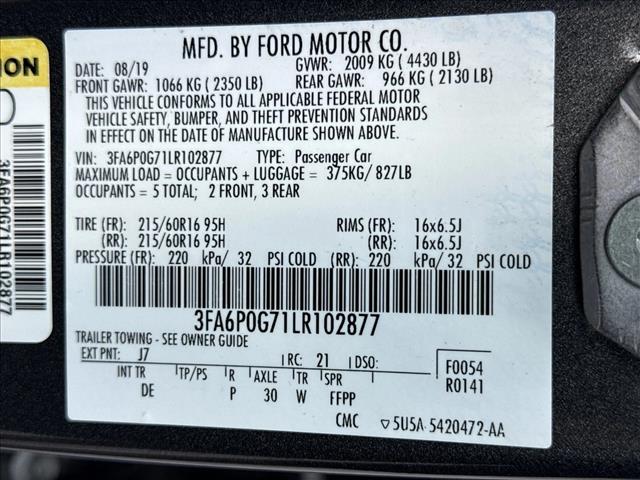 MFD. BY FORD MOTOR CO.
DATE: 08/19 GVWR: 2009 KG ( 4430 LB)
FRONT GAWR: 1066 KG ( 2350 LB) REAR GAWR: 966 KG ( 2130 LB)
THIS VEHICLE CONFORMS TO ALL APPLICABLE FEDERAL MOTOR
VEHICLE SAFETY, BUMPER, AND THEFT PREVENTION STANDARDS
IN EFFECT ON THE DATE OF MANUFACTURE SHOWN ABOVE.
VIN: 3FA6P0G71LR102877 TYPE: Passenger Car
MAXIMUM LOAD = OCCUPANTS + LUGGAGE = 375KG/ 827LB
OCCUPANTS = 5 TOTAL; 2 FRONT, 3 REAR
TIRE (FR): 215/60R16 95H RIMS (FR): 16x6.5J
(RR): 215/60R16 95H (RR): 16x6.5J
PRESSURE (FR): 220 kPa/ 32 PSI COLD (RR): 220 kPa/ 32 PSI COLD
3FA6P0G71LR102877
TRAILER TOWING - SEE OWNER GUIDE
EXT PNT: J7 RC: 21 DSO: F0054
INT TR TP/PS R AXLE TR SPR R0141
DE P 30 W FFPP
CMC ▽5U5A-5420472-AA
ION
3FA6P0G71LR102877